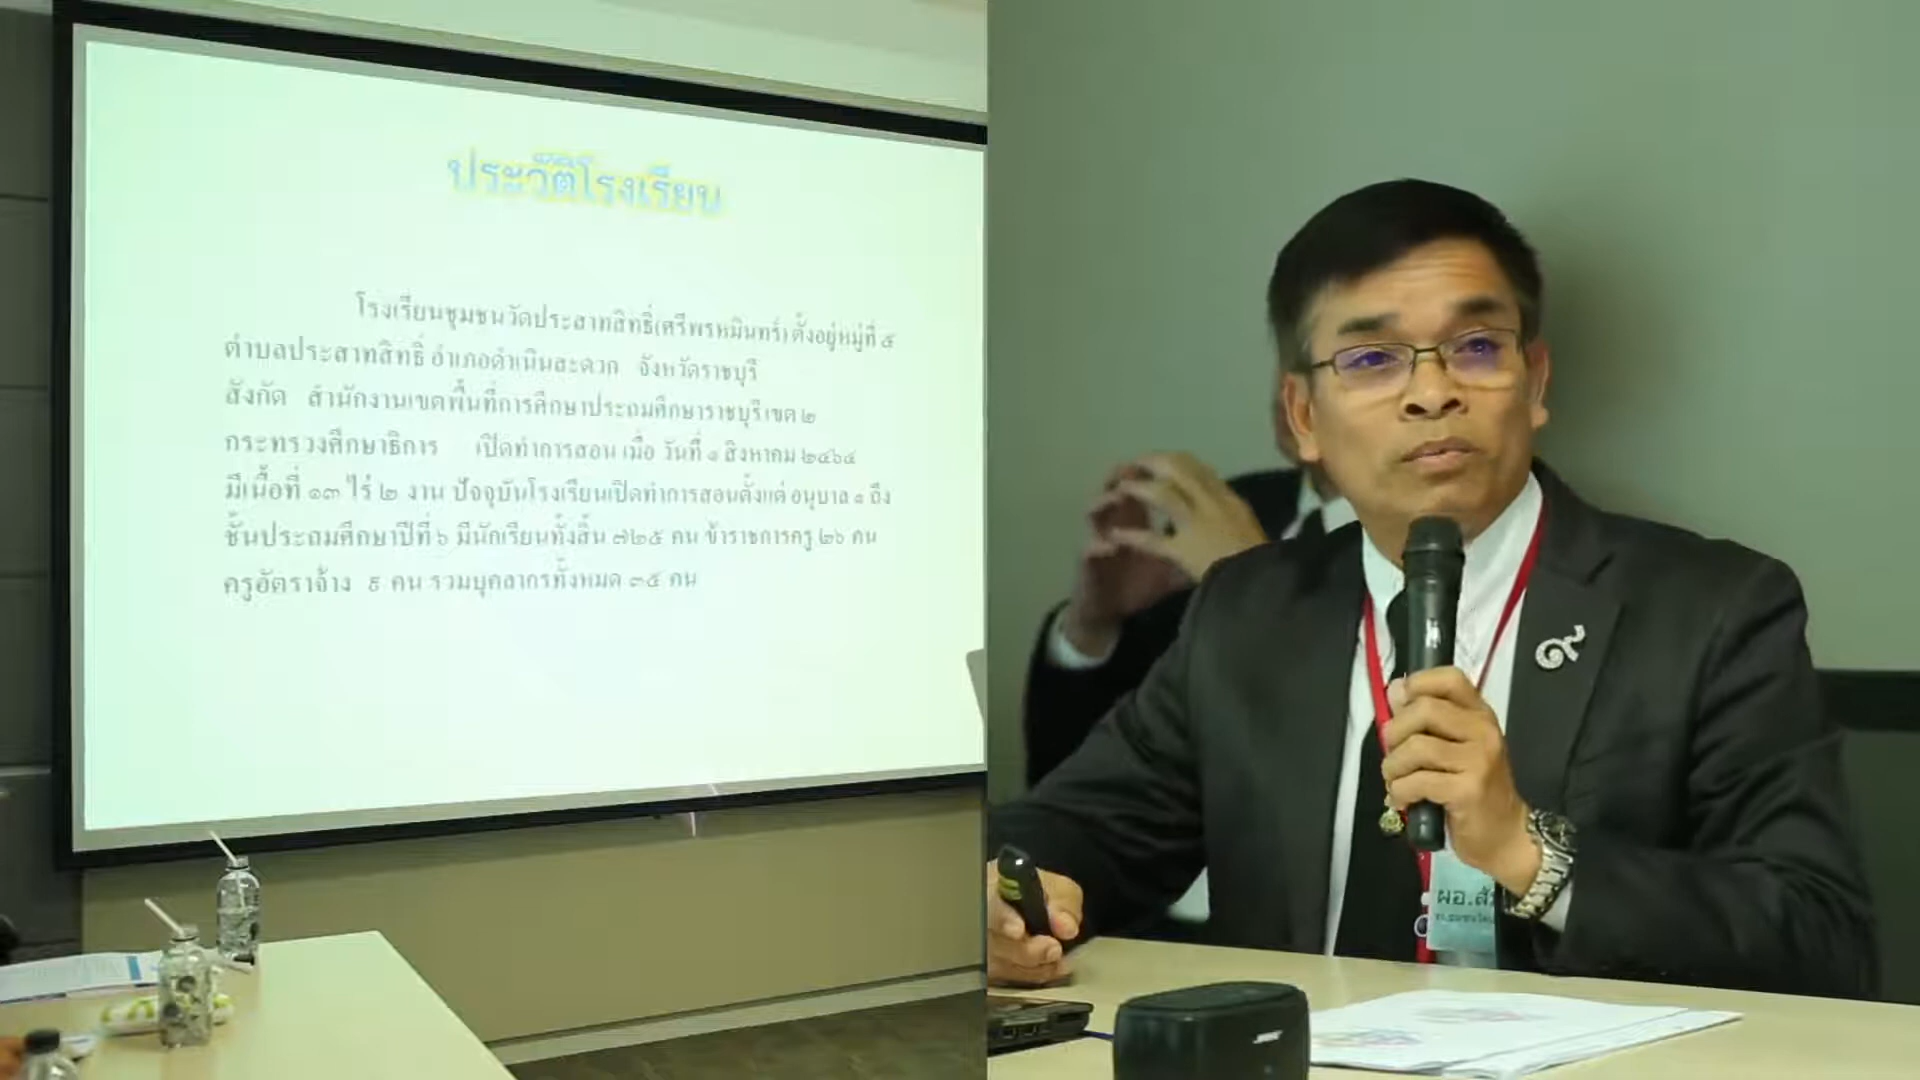 ประวัติโรงเรียน
โรงเรียนชุมชนวัดประสาทสิทธิ์(ศรีพรหมินทร์) ตั้งอยู่หมู่ที่ ๕
ตำบลประสาทสิทธิ์ อำเภอดำเนินสะดวก จังหวัดราชบุรี
สังกัด สำนักงานเขตพื้นที่การศึกษาประถมศึกษาราชบุรี เขต ๒
กระทรวงศึกษาธิการ เปิดทำการสอน เมื่อ วันที่ ๑ สิงหาคม ๒๔๖๔
มีเนื้อที่ ๑๓ ไร่ ๒ งาน ปัจจุบันโรงเรียนเปิดทำการสอนตั้งแต่ อนุบาล ๑ ถึง
ชั้นประถมศึกษาปีที่ ๖ มีนักเรียนทั้งสิ้น ๗๒๕ คน ข้าราชการครู ๒๖ คน
ครูอัตราจ้าง ๙ คน รวมบุคลากรทั้งหมด ๓๕ คน
๙
ผอ.
BOSE